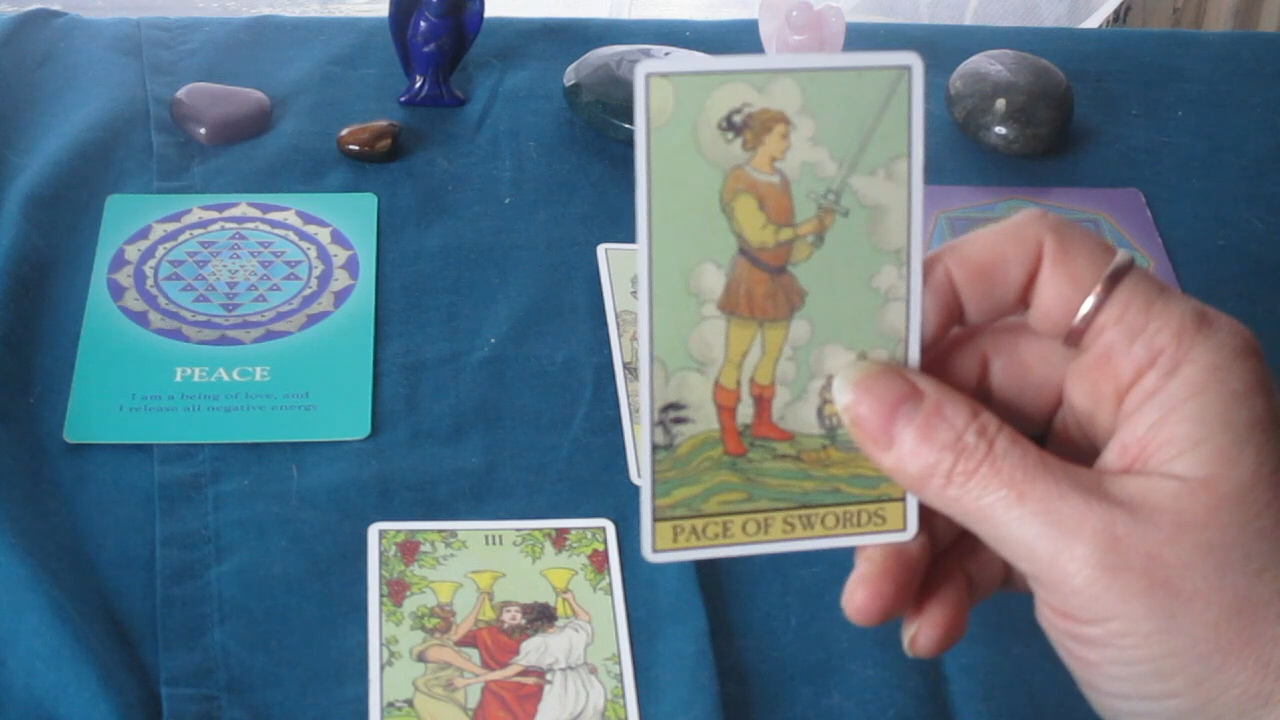 PEACE
I am a being of love, and
I release all negative energy
III
PAGE OF SWORDS